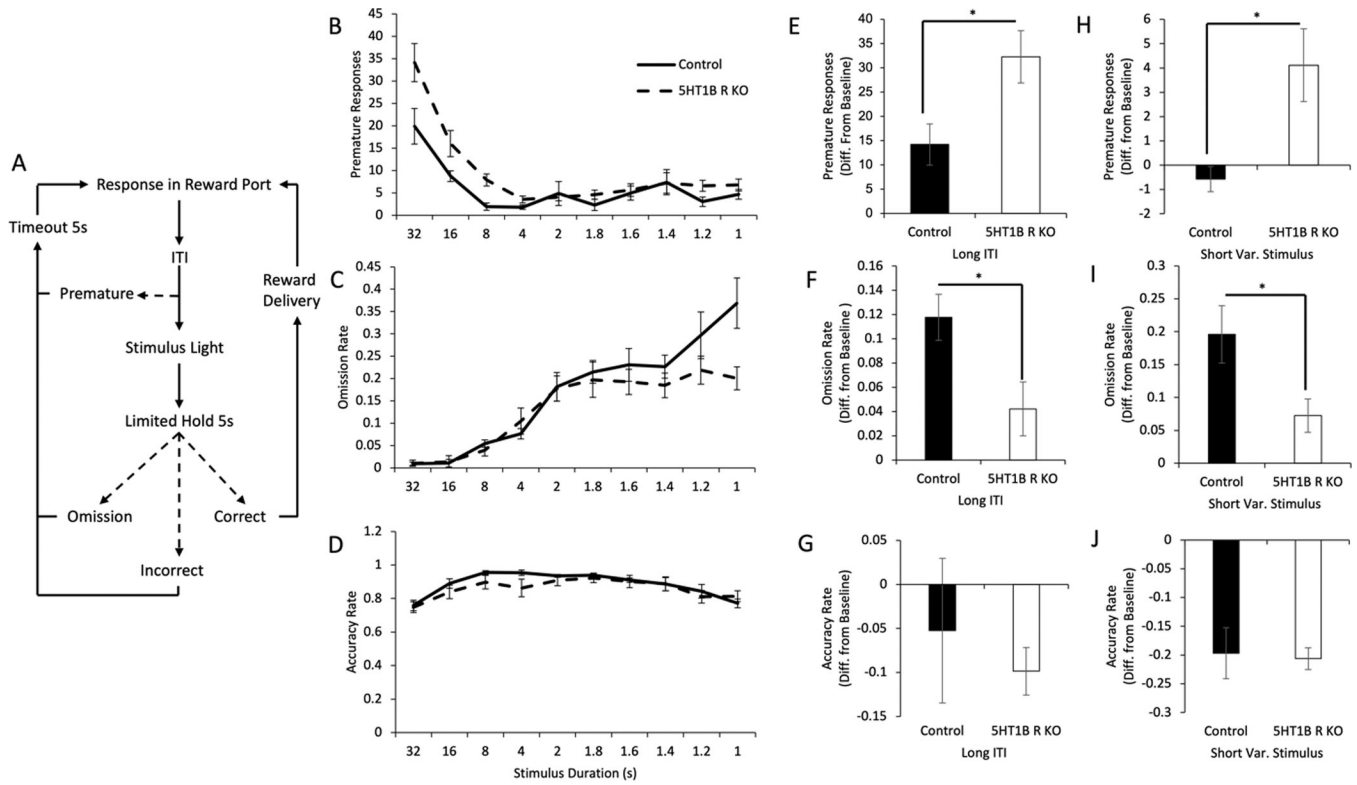 A
Response in Reward Port
Timeout 5s
ITI
Premature
Reward
Delivery
Stimulus Light
Limited Hold 5s
Omission
Correct
Incorrect
B
Premature Responses
45
40
35
30
25
20
15
10
5
0
32 16 8 4 2 1.8 1.6 1.4 1.2 1
Control
5HT1B R KO
C
Omission Rate
0.45
0.4
0.35
0.3
0.25
0.2
0.15
0.1
0.05
0
32 16 8 4 2 1.8 1.6 1.4 1.2 1
D
Accuracy Rate
1.2
1
0.8
0.6
0.4
0.2
0
32 16 8 4 2 1.8 1.6 1.4 1.2 1
Stimulus Duration (s)
E
Premature Responses
(Diff. From Baseline)
40
35
30
25
20
15
10
5
0
*
Control 5HT1B R KO
Long ITI
F
Omission Rate
(Diff. from Baseline)
0.16
0.14
0.12
0.1
0.08
0.06
0.04
0.02
0
*
Control 5HT1B R KO
Long ITI
G
Accuracy Rate
(Diff. from Baseline)
0.05
0
-0.05
-0.1
-0.15
Control 5HT1B R KO
Long ITI
H
Premature Responses
(Diff. from Baseline)
6
5
4
3
2
1
0
-1
-2
*
Control 5HT1B R KO
Short Var. Stimulus
I
Omission Rate
(Diff. from Baseline)
0.3
0.25
0.2
0.15
0.1
0.05
0
*
Control 5HT1B R KO
Short Var. Stimulus
J
Accuracy Rate
(Diff. from Baseline)
0
-0.05
-0.1
-0.15
-0.2
-0.25
-0.3
Control 5HT1B R KO
Short Var. Stimulus